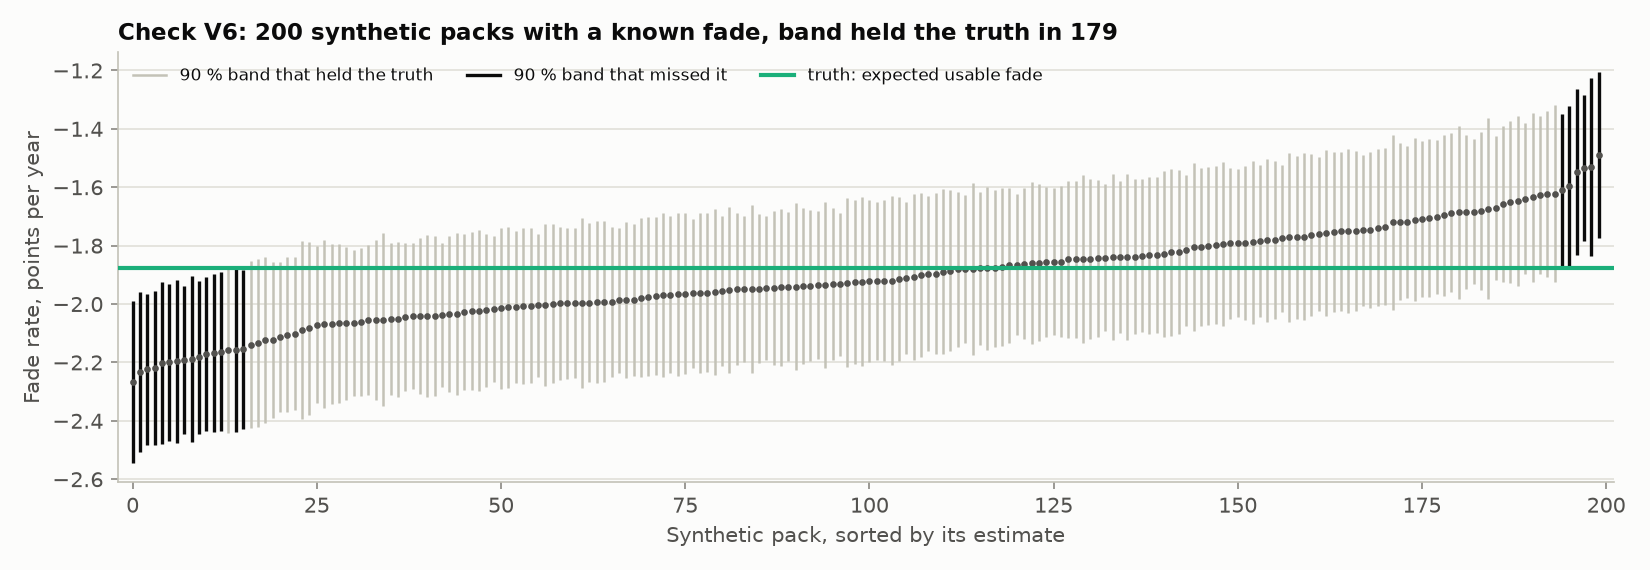 Check V6: 200 synthetic packs with a known fade, band held the truth in 179
90 % band that held the truth
90 % band that missed it
truth: expected usable fade
Fade rate, points per year
−1.2
−1.4
−1.6
−1.8
−2.0
−2.2
−2.4
−2.6
0
25
50
75
100
125
150
175
200
Synthetic pack, sorted by its estimate